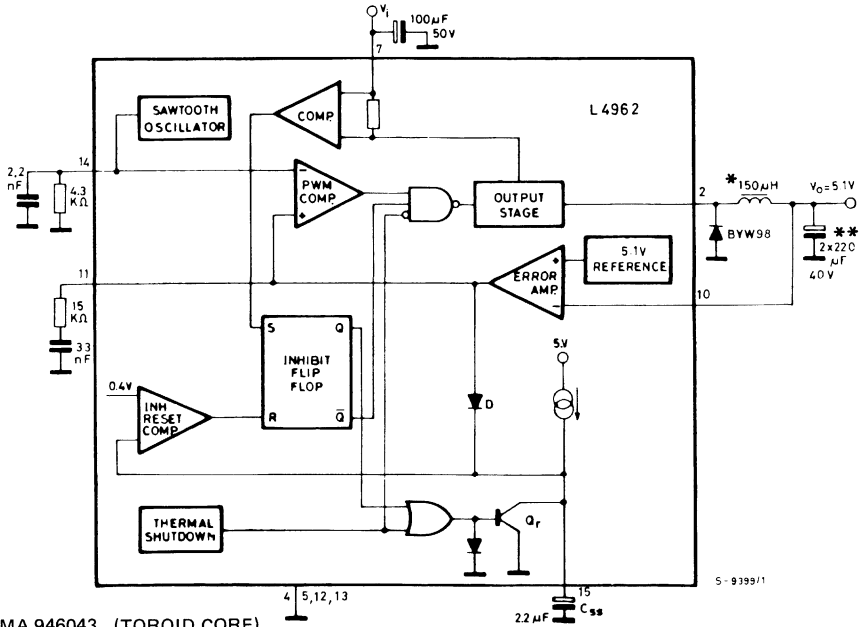 Vi
100µF
50V
7
SAWTOOTH
OSCILLATOR
COMP.
L4962
14
2,2
nF
4.3
KΩ
PWM
COMP.
-
+
OUTPUT
STAGE
2
* 150µH
Vo=5.1V
BYW98
**
2x220
µF
40V
5.1V
REFERENCE
+
ERROR
AMP.
-
10
11
15
KΩ
33
nF
S
Q
INHIBIT
FLIP
FLOP
R
Q̅
0.4V
INH
RESET
COMP.
D
5V
THERMAL
SHUTDOWN
Qr
4
5,12,13
15
Css
2.2µF
S-9399/1
MA 946043 (TOROID CORE)